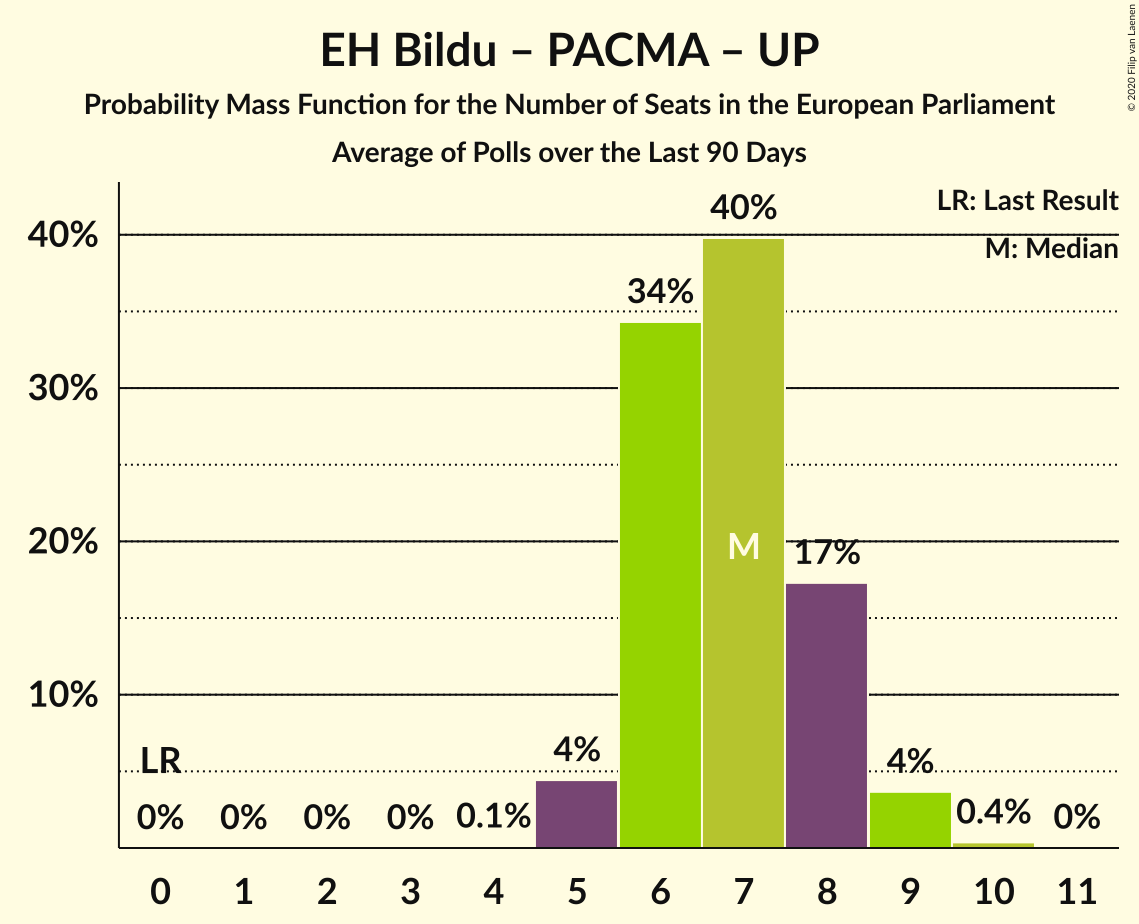 EH Bildu – PACMA – UP
Probability Mass Function for the Number of Seats in the European Parliament
Average of Polls over the Last 90 Days
© 2020 Filip van Laenen
LR: Last Result
M: Median
40%
30%
20%
10%
LR
0%
0%
0%
0%
0.1%
4%
34%
40%
M
17%
4%
0.4%
0%
0 1 2 3 4 5 6 7 8 9 10 11